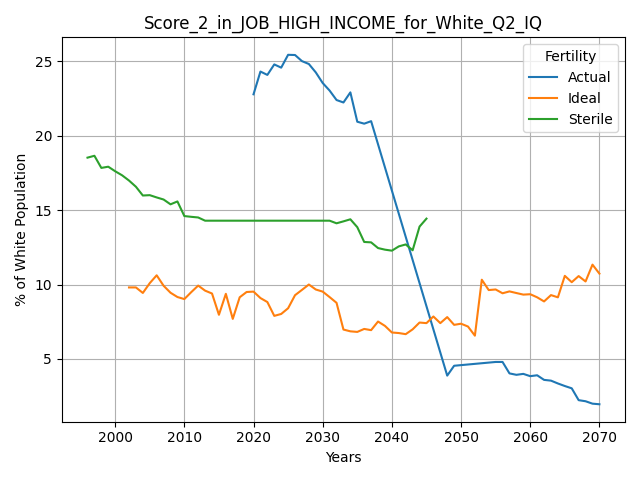 Score_2_in_JOB_HIGH_INCOME_for_White_Q2_IQ
Fertility
Actual
Ideal
Sterile
% of White Population
25
20
15
10
5
2000 2010 2020 2030 2040 2050 2060 2070
Years